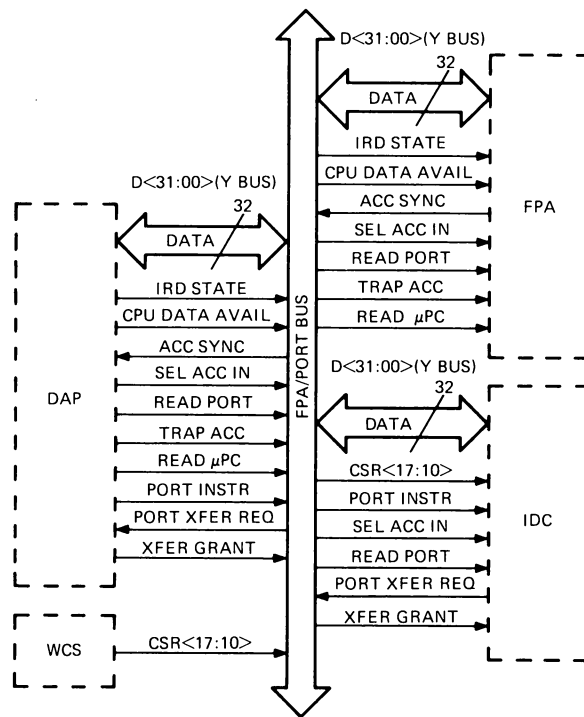 D<31:00>(Y BUS)
32
DATA
IRD STATE
CPU DATA AVAIL
ACC SYNC
SEL ACC IN
READ PORT
TRAP ACC
READ μPC
FPA
D<31:00>(Y BUS)
32
DATA
IRD STATE
CPU DATA AVAIL
ACC SYNC
SEL ACC IN
READ PORT
TRAP ACC
READ μPC
PORT INSTR
PORT XFER REQ
XFER GRANT
DAP
FPA/PORT BUS
D<31:00>(Y BUS)
32
DATA
CSR<17:10>
PORT INSTR
SEL ACC IN
READ PORT
PORT XFER REQ
XFER GRANT
IDC
WCS
CSR<17:10>